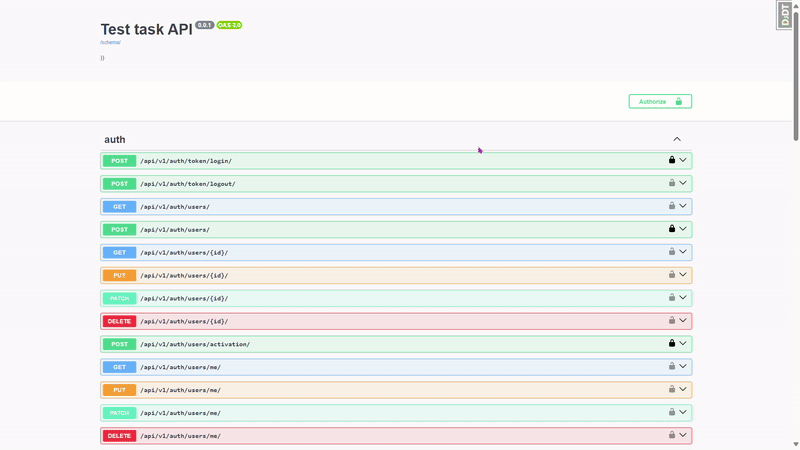 Test task API 0.0.1 OAS 3.0
/schema/
}}
Authorize
auth
POST /api/v1/auth/token/login/
POST /api/v1/auth/token/logout/
GET /api/v1/auth/users/
POST /api/v1/auth/users/
GET /api/v1/auth/users/{id}/
PUT /api/v1/auth/users/{id}/
PATCH /api/v1/auth/users/{id}/
DELETE /api/v1/auth/users/{id}/
POST /api/v1/auth/users/activation/
GET /api/v1/auth/users/me/
PUT /api/v1/auth/users/me/
PATCH /api/v1/auth/users/me/
DELETE /api/v1/auth/users/me/
DJDT